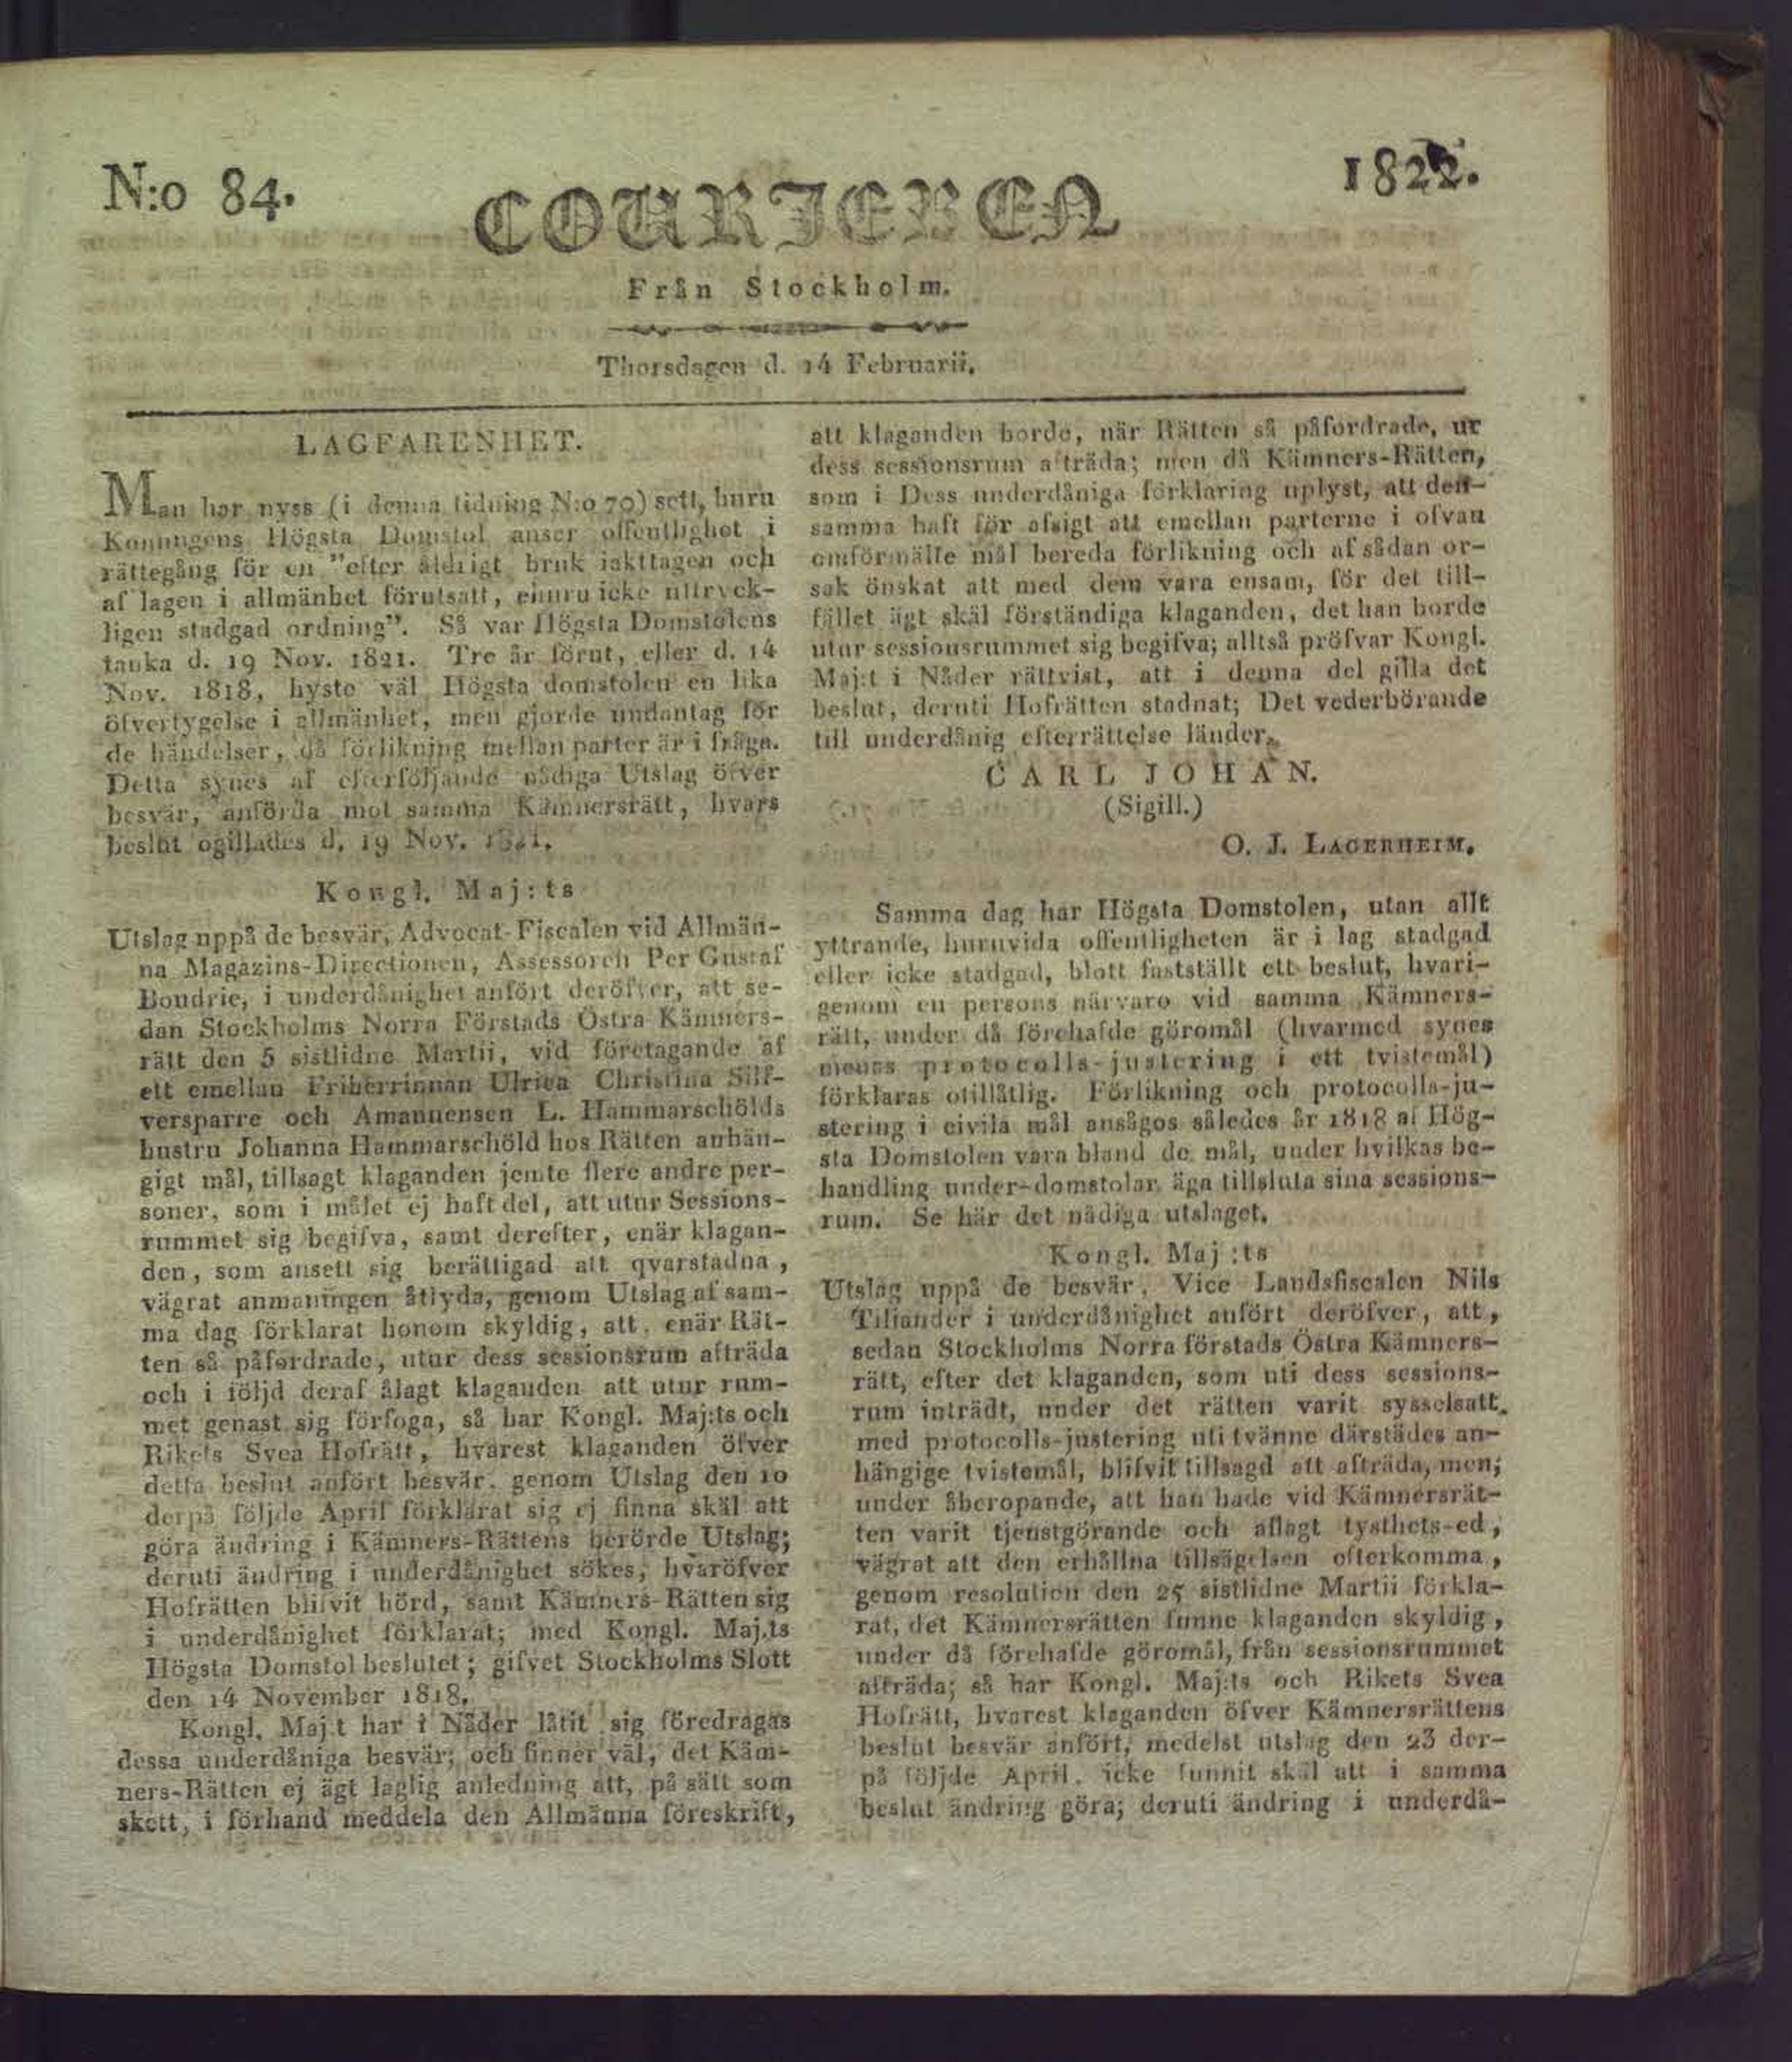 N:o 84.
COURIEREN
1822.
Från Stockholm.
Thorsdagen d. 14 Februarii.
LAGFARENHET.
Man har nyss (i denna tidning N:o 70) sett, huru
Konungens Högsta Domstol anser offentlighet i
rättegång för en "efter åldrigt bruk iakttagen och
af lagen i allmänhet förutsatt, ehuru icke uttryck-
ligen stadgad ordning". Så var Högsta Domstolens
tanka d. 19 Nov. 1821. Tre år förut, eller d. 14
Nov. 1818, hyste väl Högsta domstolen en lika
öfvertygelse i allmänhet, men gjorde undantag för
de händelser, då förlikning mellan parter är i fråga.
Detta synes af efterföljande nådiga Utslag öfver
besvär, anförda mot samma Kämnersrätt, hvars
beslut ogillades d. 19 Nov. 1821.
Kongl. Maj:ts
Utslag uppå de besvär, Advocat-Fiscalen vid Allmän-
na Magazins-Directionen, Assessoren Per Gustaf
Boudrie, i underdånighet anfört deröfver, att se-
dan Stockholms Norra Förstads Östra Kämners-
rätt den 5 sistlidne Martii, vid företagande af
ett emellan Friherrinnan Ulrica Christina Silf-
versparre och Amanuensen L. Hammarschölds
hustru Johanna Hammarschöld hos Rätten anhän-
gigt mål, tillsagt klaganden jemte flere andre per-
soner, som i målet ej haft del, att utur Sessions-
rummet sig begifva, samt derefter, enär klagan-
den, som ansett sig berättigad att qvarstadna,
vägrat anmaningen åtlyda, genom Utslag af sam-
ma dag förklarat honom skyldig, att, enär Rät-
ten så påfordrade, utur dess sessionsrum afträda
och i följd deraf ålagt klaganden att utur rum-
met genast sig förfoga, så har Kongl. Maj:ts och
Rikets Svea Hofrätt, hvarest klaganden öfver
detta beslut anfört besvär, genom Utslag den 10
derpå följde April förklarat sig ej finna skäl att
göra ändring i Kämners-Rättens berörde Utslag;
deruti ändring i underdånighet sökes, hvaröfver
Hofrätten blifvit hörd, samt Kämners-Rätten sig
i underdånighet förklarat; med Kongl. Maj.ts
Högsta Domstol beslutet; gifvet Stockholms Slott
den 14 November 1818.
Kongl. Maj:t har i Nåder låtit sig föredragas
dessa underdåniga besvär; och finner väl, det Käm-
ners-Rätten ej ägt laglig anledning att, på sätt som
skett, i förhand meddela den Allmänna föreskrift,
att klaganden borde, när Rätten så påfordrade, ur
dess sessionsrum afträda; men då Kämners-Rätten,
som i Dess underdåniga förklaring uplyst, att den-
samma haft för afsigt att emellan parterne i ofvan
omförmälte mål bereda förlikning och af sådan or-
sak önskat att med dem vara ensam, för det till-
fället ägt skäl förständiga klaganden, det han borde
utur sessionsrummet sig begifva; alltså pröfvar Kongl.
Maj:t i Nåder rättvist, att i denna del gilla det
beslut, deruti Hofrätten stadnat; Det vederbörande
till underdånig efterrättelse länder.
CARL JOHAN.
(Sigill.)
O. J. LAGERHEIM.
Samma dag har Högsta Domstolen, utan allt
yttrande, huruvida offentligheten är i lag stadgad
eller icke stadgad, blott fastställt ett beslut, hvari-
genom en persons närvaro vid samma Kämners-
rätt, under då förehafde göromål (hvarmed synes
menas protocolls-justering i ett tvistemål)
förklaras otillåtlig. Förlikning och protocolls-ju-
stering i civila mål ansågos således år 1818 af Hög-
sta Domstolen vara bland de mål, under hvilkas be-
handling under-domstolar äga tillsluta sina sessions-
rum. Se här det nådiga utslaget.
Kongl. Maj:ts
Utslag uppå de besvär, Vice Landsfiscalen Nils
Tiliander i underdånighet anfört deröfver, att,
sedan Stockholms Norra förstads Östra Kämners-
rätt, efter det klaganden, som uti dess sessions-
rum inträdt, under det rätten varit sysselsatt
med protocolls-justering uti tvänne därstädes an-
hängige tvistemål, blifvit tillsagd att afträda, men,
under åberopande, att han hade vid Kämnersrät-
ten varit tjenstgörande och aflagt tysthets-ed,
vägrat att den erhållna tillsägelsen efterkomma,
genom resolution den 25 sistlidne Martii förkla-
rat, det Kämnersrätten funne klaganden skyldig,
under då förehafde göromål, från sessionsrummet
afträda; så har Kongl. Maj:ts och Rikets Svea
Hofrätt, hvarest klaganden öfver Kämnersrättens
beslut besvär anfört, medelst utslag den 23 der-
på följde April, icke funnit skäl att i samma
beslut ändring göra; deruti ändring i underdå-